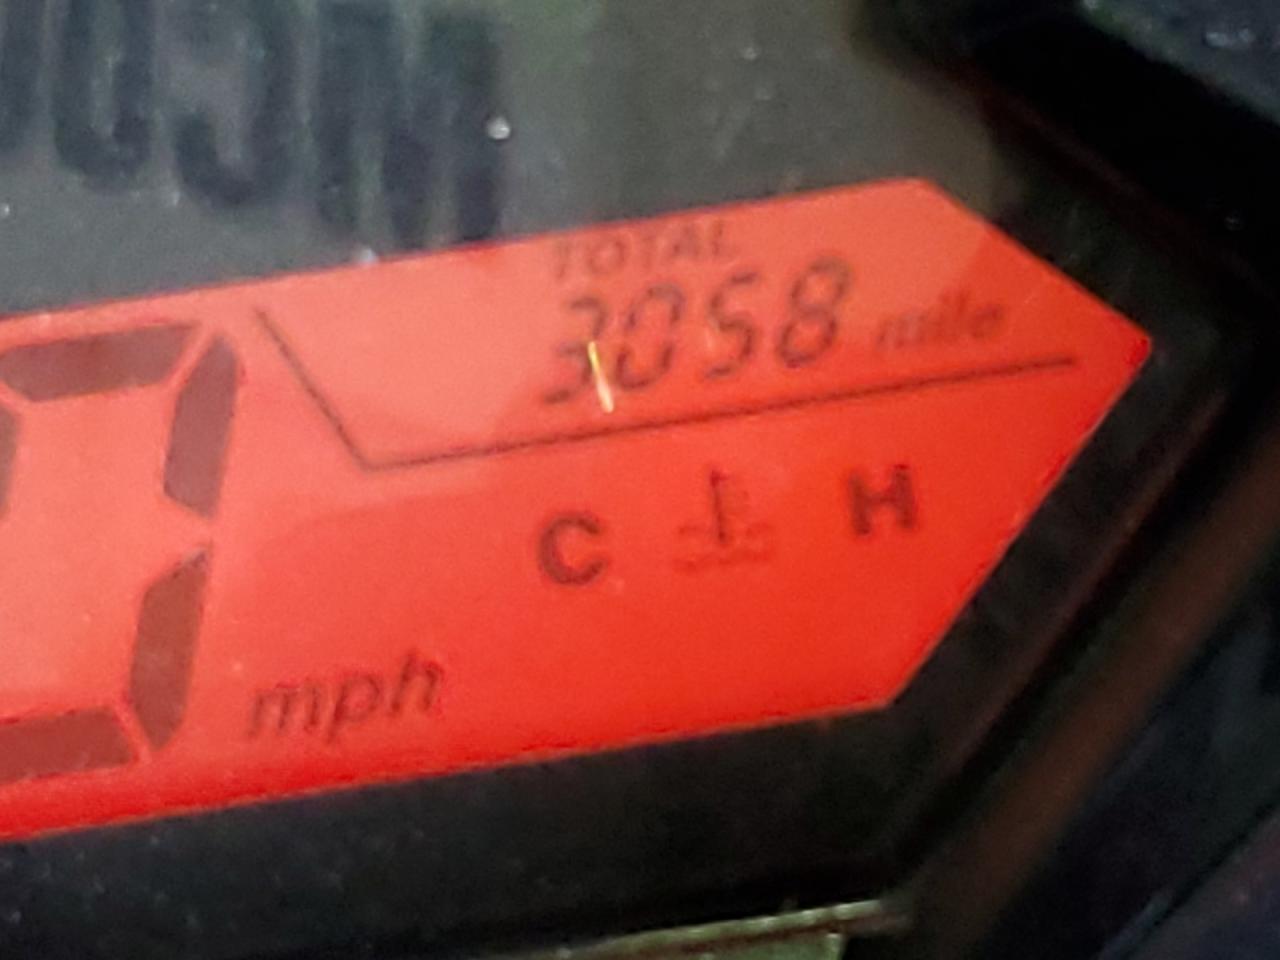 TOTAL
3058 mile
C H
mph